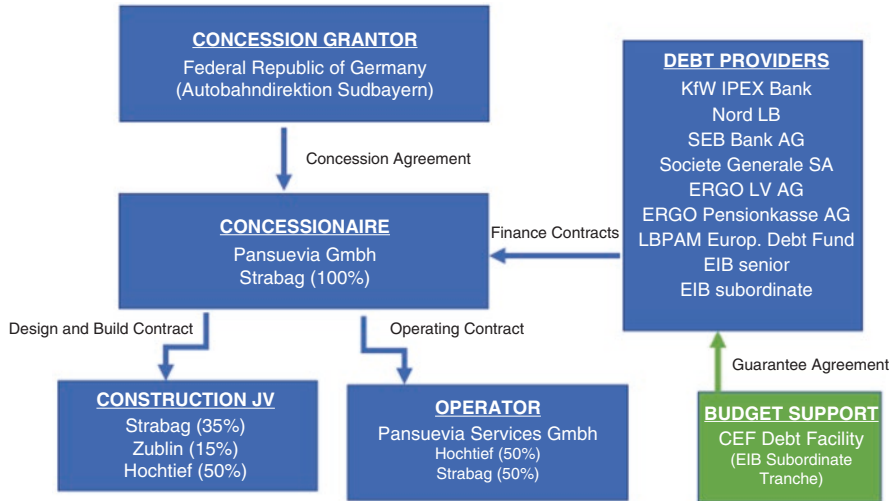 CONCESSION GRANTOR
Federal Republic of Germany
(Autobahndirektion Sudbayern)
Concession Agreement
CONCESSIONAIRE
Pansuevia Gmbh
Strabag (100%)
Finance Contracts
DEBT PROVIDERS
KfW IPEX Bank
Nord LB
SEB Bank AG
Societe Generale SA
ERGO LV AG
ERGO Pensionkasse AG
LBPAM Europ. Debt Fund
EIB senior
EIB subordinate
Design and Build Contract
Operating Contract
Guarantee Agreement
CONSTRUCTION JV
Strabag (35%)
Zublin (15%)
Hochtief (50%)
OPERATOR
Pansuevia Services Gmbh
Hochtief (50%)
Strabag (50%)
BUDGET SUPPORT
CEF Debt Facility
(EIB Subordinate
Tranche)